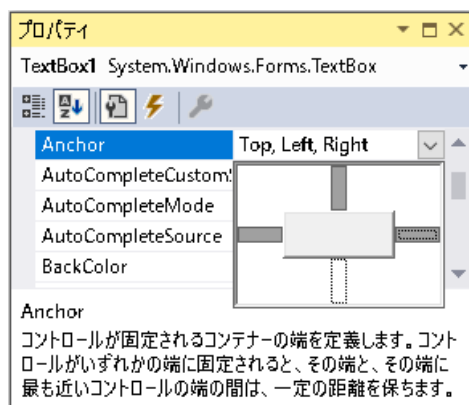 プロパティ
TextBox1 System.Windows.Forms.TextBox
Anchor Top, Left, Right
AutoCompleteCustomS
AutoCompleteMode
AutoCompleteSource
BackColor
Anchor
コントロールが固定されるコンテナーの端を定義します。コント
ロールがいずれかの端に固定されると、その端と、その端に
最も近いコントロールの端の間は、一定の距離を保ちます。